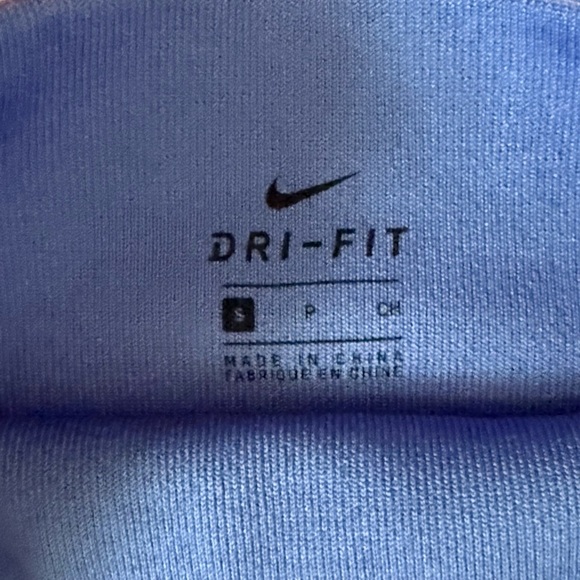 DRI-FIT
S P CH
MADE IN CHINA
FABRIQUE EN CHINE